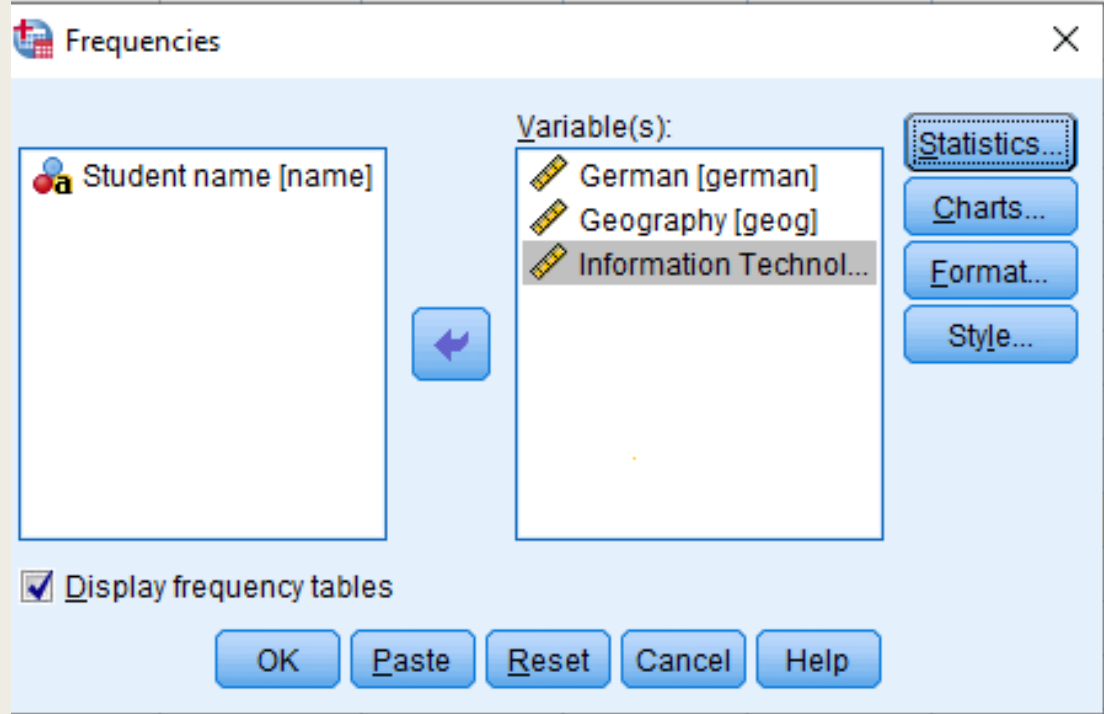 Frequencies
Variable(s):
Student name [name]
German [german]
Geography [geog]
Information Technol...
Statistics...
Charts...
Format...
Style...
Display frequency tables
OK
Paste
Reset
Cancel
Help